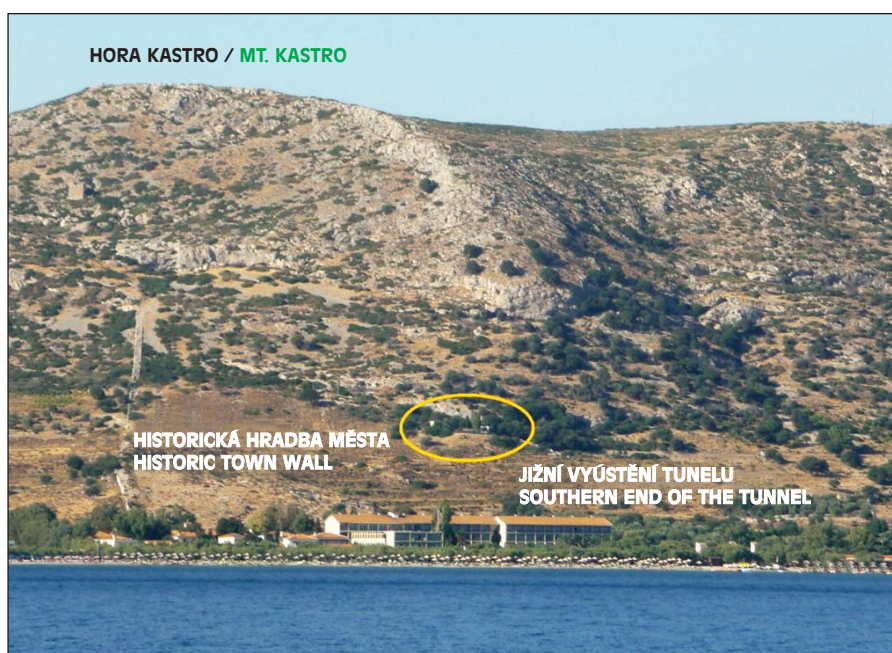 HORA KASTRO / MT. KASTRO
HISTORICKÁ HRADBA MĚSTA
HISTORIC TOWN WALL
JIŽNÍ VYÚSTĚNÍ TUNELU
SOUTHERN END OF THE TUNNEL